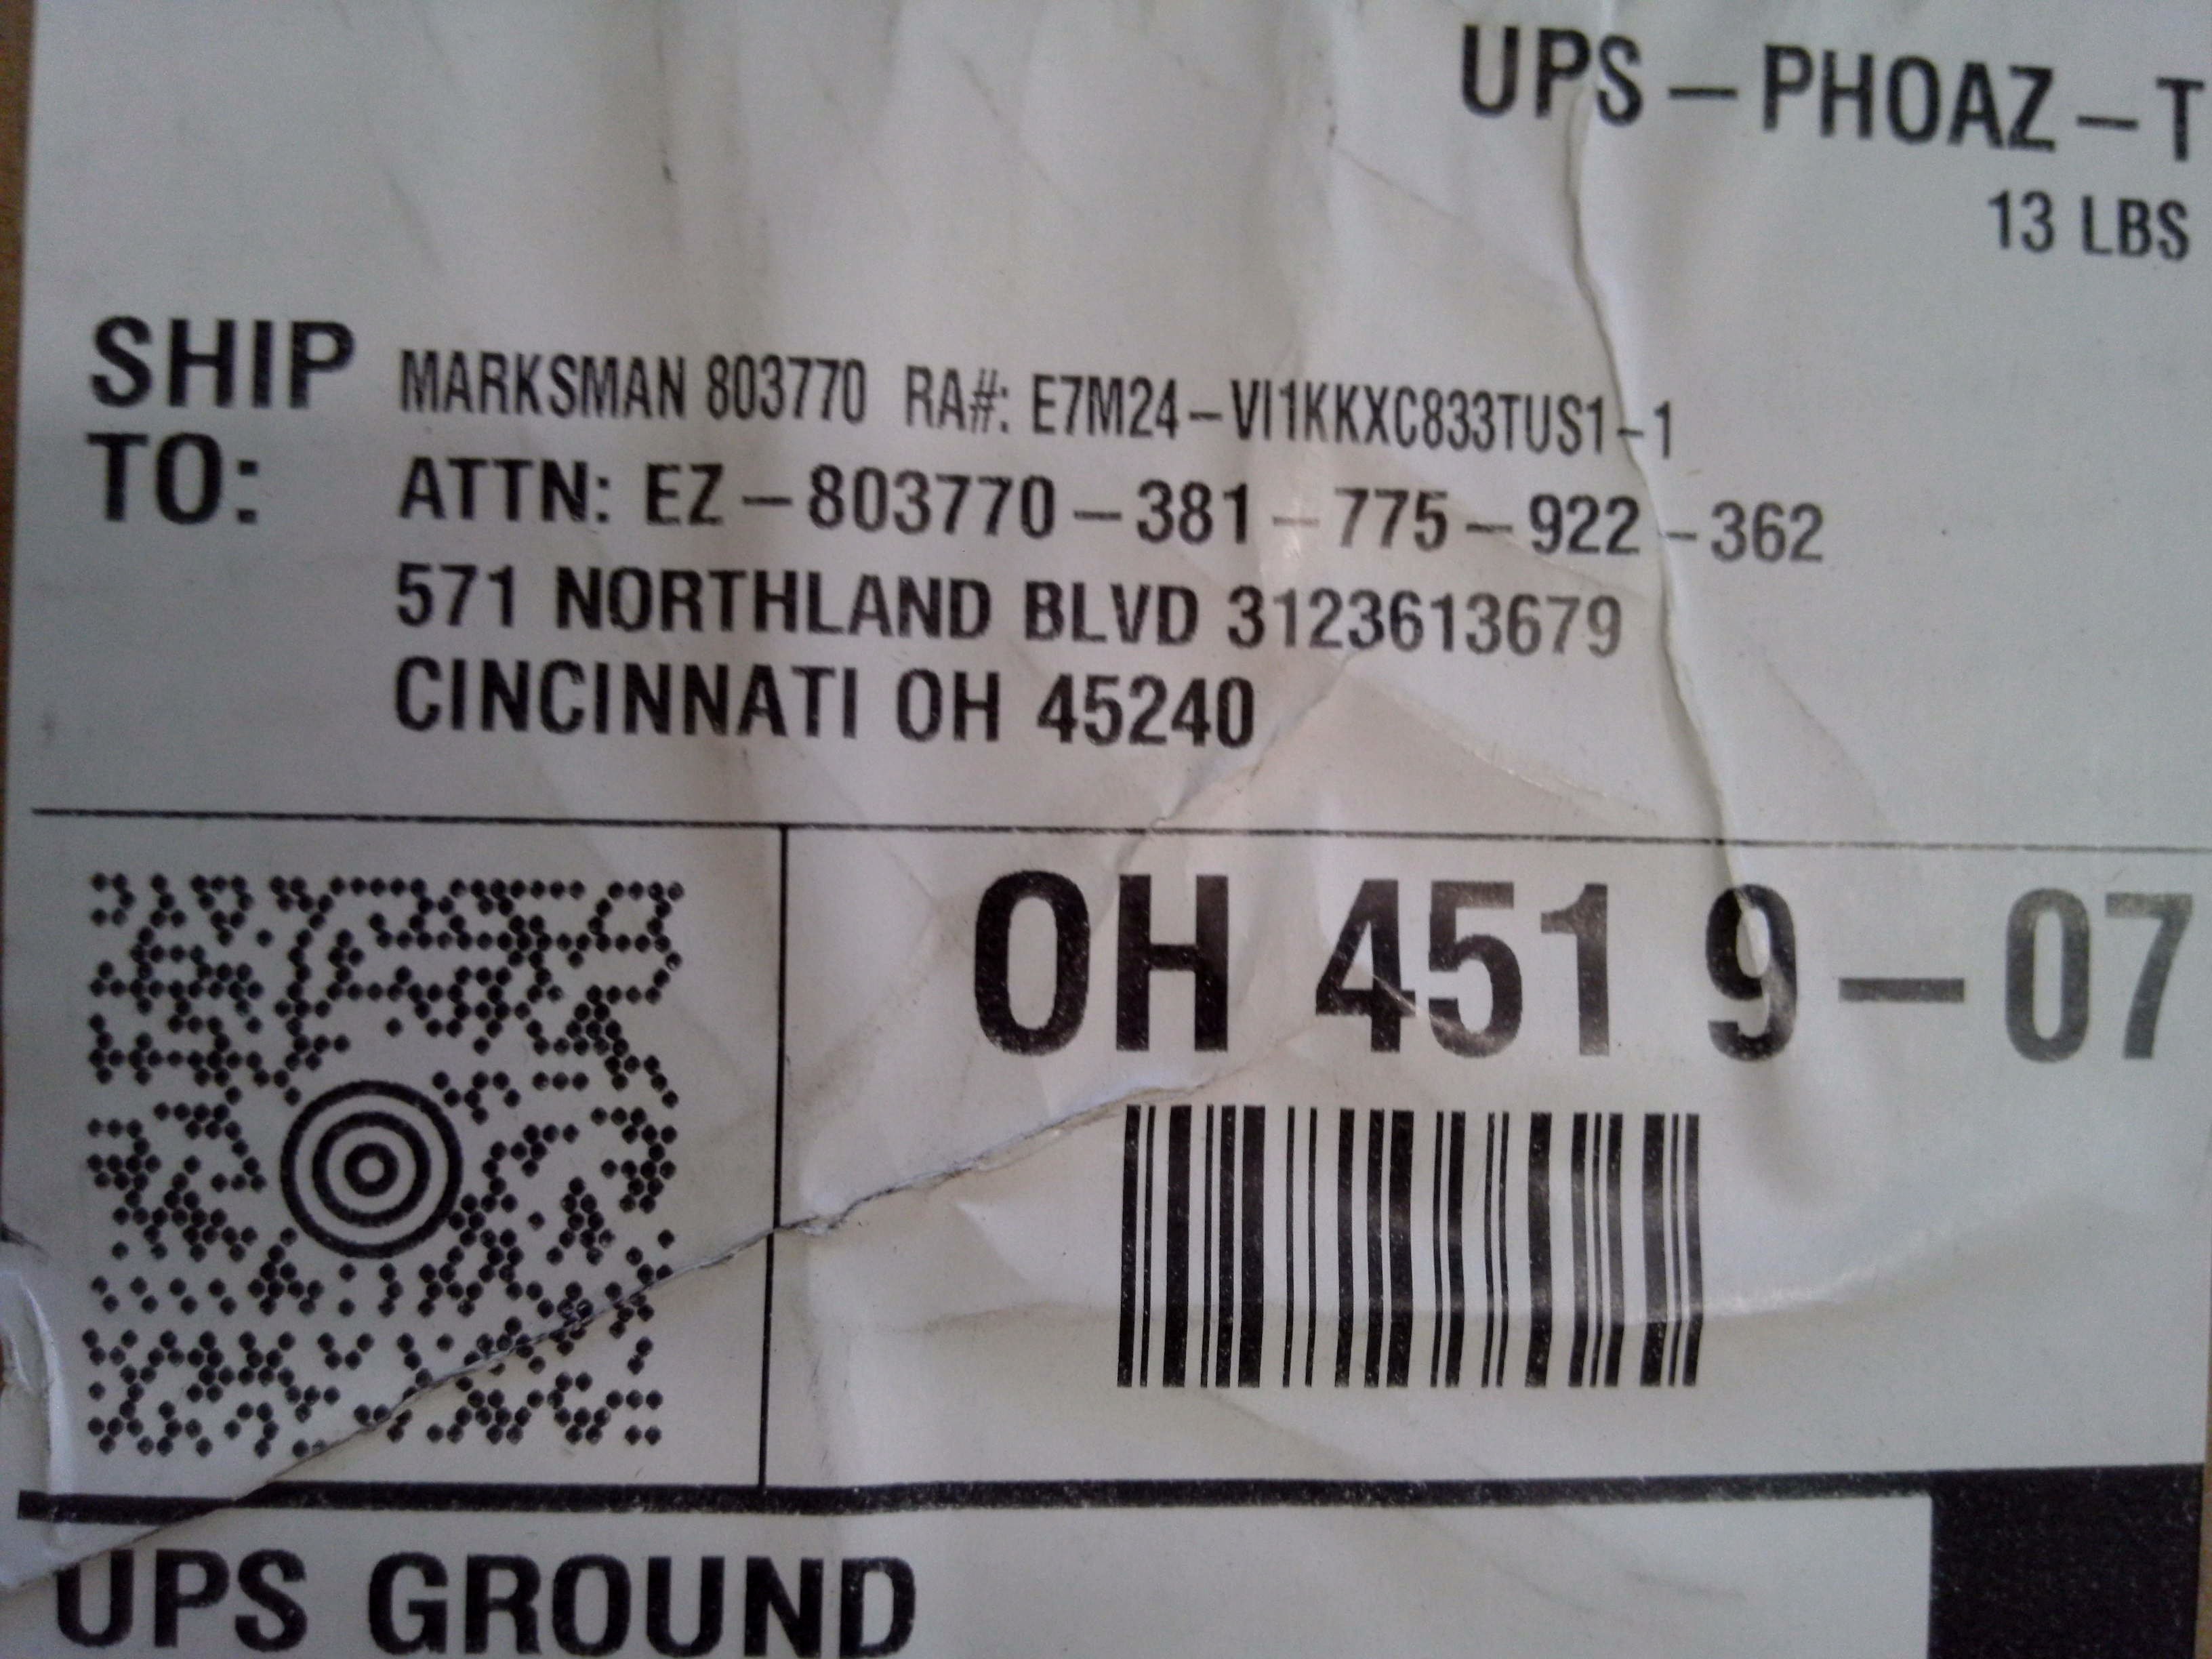 UPS-PHOAZ-T
13 LBS
SHIP TO:
MARKSMAN 803770 RA#: E7M24-VI1KKXC833TUS1-1
ATTN: EZ-803770-381-775-922-362
571 NORTHLAND BLVD 3123613679
CINCINNATI OH 45240
OH 451 9-07
UPS GROUND